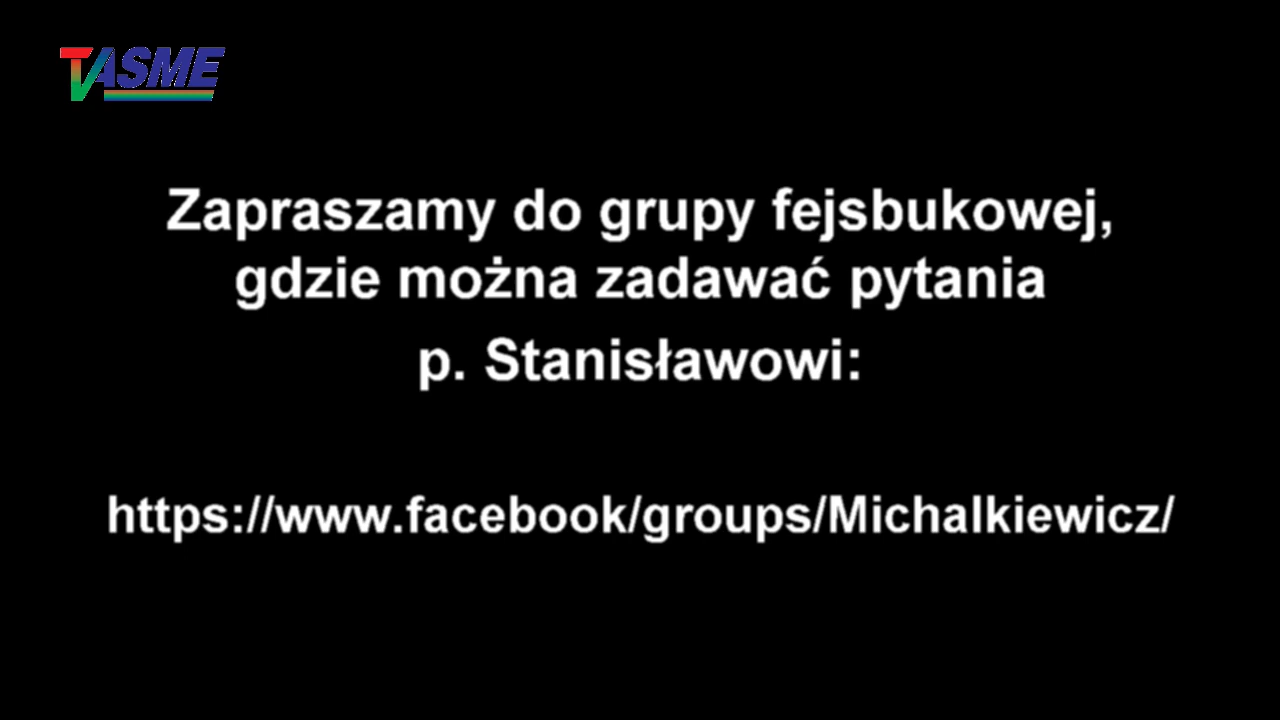 TASME
Zapraszamy do grupy fejsbukowej,
gdzie można zadawać pytania
p. Stanisławowi:
https://www.facebook/groups/Michalkiewicz/